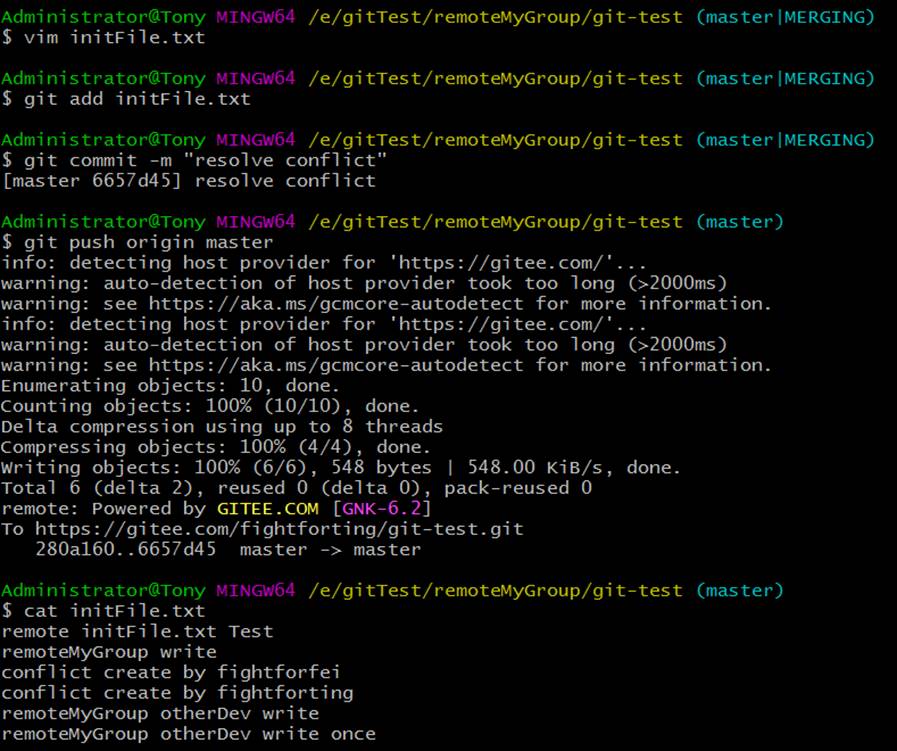 Administrator@Tony MINGW64 /e/gitTest/remoteMyGroup/git-test (master|MERGING)
$ vim initFile.txt
Administrator@Tony MINGW64 /e/gitTest/remoteMyGroup/git-test (master|MERGING)
$ git add initFile.txt
Administrator@Tony MINGW64 /e/gitTest/remoteMyGroup/git-test (master|MERGING)
$ git commit -m "resolve conflict"
[master 6657d45] resolve conflict
Administrator@Tony MINGW64 /e/gitTest/remoteMyGroup/git-test (master)
$ git push origin master
info: detecting host provider for 'https://gitee.com/'...
warning: auto-detection of host provider took too long (>2000ms)
warning: see https://aka.ms/gcmcore-autodetect for more information.
info: detecting host provider for 'https://gitee.com/'...
warning: auto-detection of host provider took too long (>2000ms)
warning: see https://aka.ms/gcmcore-autodetect for more information.
Enumerating objects: 10, done.
Counting objects: 100% (10/10), done.
Delta compression using up to 8 threads
Compressing objects: 100% (4/4), done.
Writing objects: 100% (6/6), 548 bytes | 548.00 KiB/s, done.
Total 6 (delta 2), reused 0 (delta 0), pack-reused 0
remote: Powered by GITEE.COM [GNK-6.2]
To https://gitee.com/fightforting/git-test.git
   280a160..6657d45  master -> master
Administrator@Tony MINGW64 /e/gitTest/remoteMyGroup/git-test (master)
$ cat initFile.txt
remote initFile.txt Test
remoteMyGroup write
conflict create by fightforfei
conflict create by fightforting
remoteMyGroup otherDev write
remoteMyGroup otherDev write once